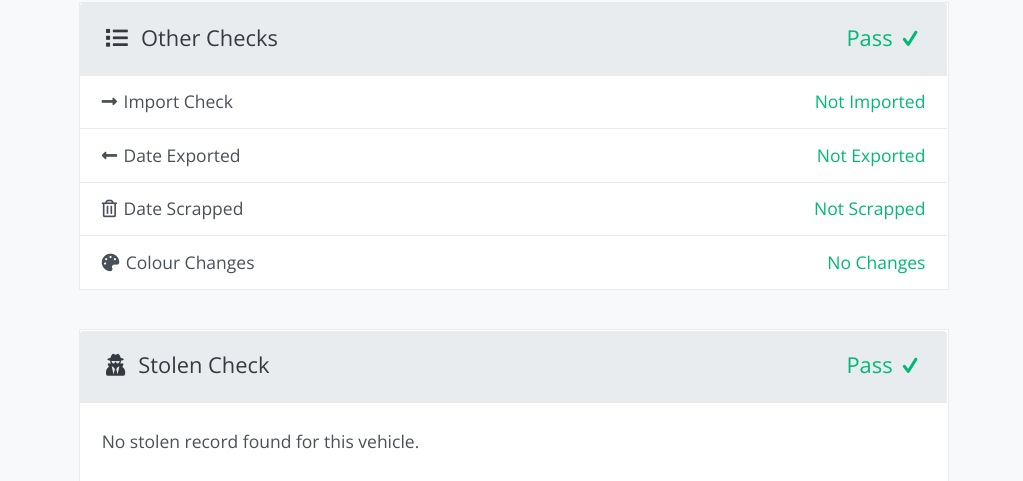 Other Checks Pass
Import Check Not Imported
Date Exported Not Exported
Date Scrapped Not Scrapped
Colour Changes No Changes
Stolen Check Pass
No stolen record found for this vehicle.